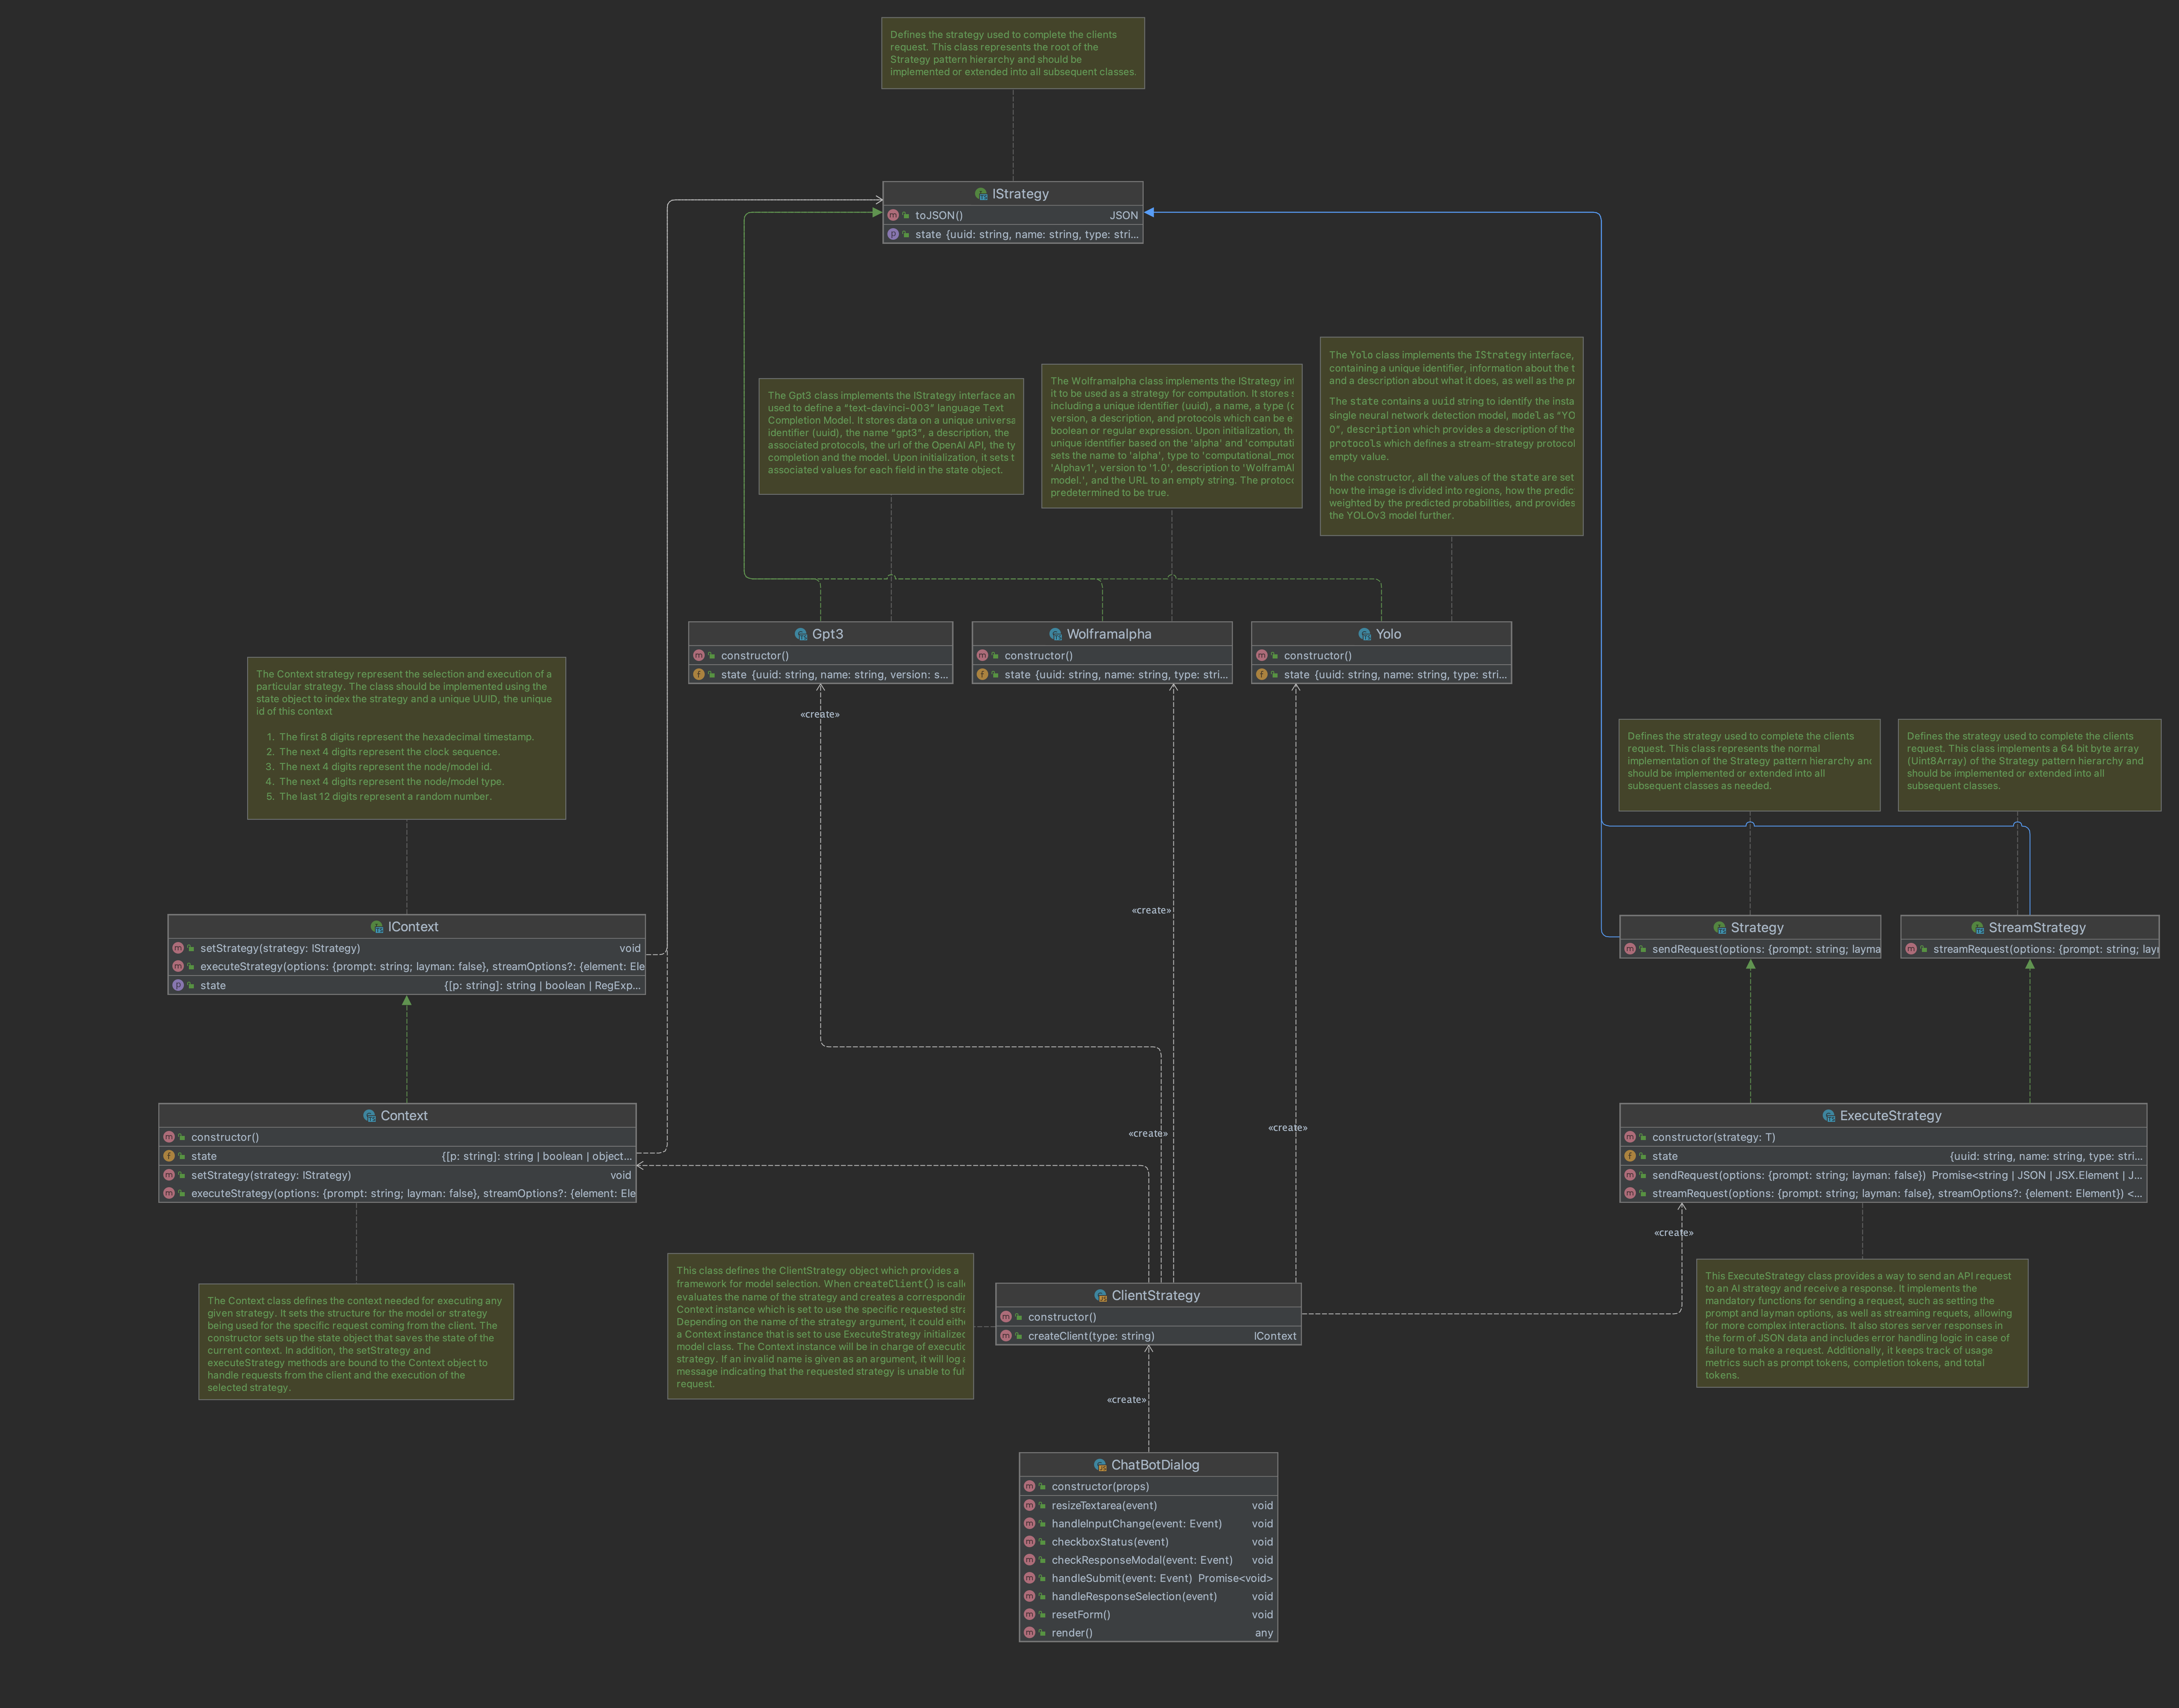 Defines the strategy used to complete the clients
request. This class represents the root of the
Strategy pattern hierarchy and should be
implemented or extended into all subsequent classes.
IStrategy
toJSON() JSON
state {uuid: string, name: string, type: stri...
The Gpt3 class implements the IStrategy interface an
used to define a "text-davinci-003" language Text
Completion Model. It stores data on a unique universa
identifier (uuid), the name "gpt3", a description, the
associated protocols, the url of the OpenAI API, the ty
completion and the model. Upon initialization, it sets t
associated values for each field in the state object.
The Wolframalpha class implements the IStrategy int
it to be used as a strategy for computation. It stores s
including a unique identifier (uuid), a name, a type (c
version, a description, and protocols which can be e
boolean or regular expression. Upon initialization, th
unique identifier based on the 'alpha' and 'computati
sets the name to 'alpha', type to 'computational_mod
'Alphav1', version to '1.0', description to 'WolframAl
model.', and the URL to an empty string. The protoco
predetermined to be true.
The Yolo class implements the IStrategy interface,
containing a unique identifier, information about the t
and a description about what it does, as well as the pr
The state contains a uuid string to identify the insta
single neural network detection model, model as "YO
0", description which provides a description of the
protocols which defines a stream-strategy protocol
empty value.
In the constructor, all the values of the state are set
how the image is divided into regions, how the predic
weighted by the predicted probabilities, and provides
the YOLOv3 model further.
Gpt3
constructor()
state {uuid: string, name: string, version: s...
Wolframalpha
constructor()
state {uuid: string, name: string, type: stri...
Yolo
constructor()
state {uuid: string, name: string, type: stri...
The Context strategy represent the selection and execution of a
particular strategy. The class should be implemented using the
state object to index the strategy and a unique UUID, the unique
id of this context
1. The first 8 digits represent the hexadecimal timestamp.
2. The next 4 digits represent the clock sequence.
3. The next 4 digits represent the node/model id.
4. The next 4 digits represent the node/model type.
5. The last 12 digits represent a random number.
«create»
Defines the strategy used to complete the clients
request. This class represents the normal
implementation of the Strategy pattern hierarchy and
should be implemented or extended into all
subsequent classes as needed.
Defines the strategy used to complete the clients
request. This class implements a 64 bit byte array
(Uint8Array) of the Strategy pattern hierarchy and
should be implemented or extended into all
subsequent classes.
«create»
IContext
setStrategy(strategy: IStrategy) void
executeStrategy(options: {prompt: string; layman: false}, streamOptions?: {element: Ele
state {[p: string]: string | boolean | RegExp...
Strategy
sendRequest(options: {prompt: string; layma
StreamStrategy
streamRequest(options: {prompt: string; layı
Context
constructor()
state {[p: string]: string | boolean | object...
setStrategy(strategy: IStrategy) void
executeStrategy(options: {prompt: string; layman: false}, streamOptions?: {element: Ele
«create»
«create»
ExecuteStrategy
constructor(strategy: T)
state {uuid: string, name: string, type: stri...
sendRequest(options: {prompt: string; layman: false}) Promise<string | JSON | JSX.Element | J...
streamRequest(options: {prompt: string; layman: false}, streamOptions?: {element: Element}) <...
«create»
The Context class defines the context needed for executing any
given strategy. It sets the structure for the model or strategy
being used for the specific request coming from the client. The
constructor sets up the state object that saves the state of the
current context. In addition, the setStrategy and
executeStrategy methods are bound to the Context object to
handle requests from the client and the execution of the
selected strategy.
This class defines the ClientStrategy object which provides a
framework for model selection. When createClient() is calle
evaluates the name of the strategy and creates a correspondin
Context instance which is set to use the specific requested stra
Depending on the name of the strategy argument, it could eithe
a Context instance that is set to use ExecuteStrategy initialized
model class. The Context instance will be in charge of executio
strategy. If an invalid name is given as an argument, it will log a
message indicating that the requested strategy is unable to ful
request.
ClientStrategy
constructor()
createClient(type: string) IContext
This ExecuteStrategy class provides a way to send an API request
to an AI strategy and receive a response. It implements the
mandatory functions for sending a request, such as setting the
prompt and layman options, as well as streaming requets, allowing
for more complex interactions. It also stores server responses in
the form of JSON data and includes error handling logic in case of
failure to make a request. Additionally, it keeps track of usage
metrics such as prompt tokens, completion tokens, and total
tokens.
«create»
ChatBotDialog
constructor(props)
resizeTextarea(event) void
handleInputChange(event: Event) void
checkboxStatus(event) void
checkResponseModal(event: Event) void
handleSubmit(event: Event) Promise<void>
handleResponseSelection(event) void
resetForm() void
render() any